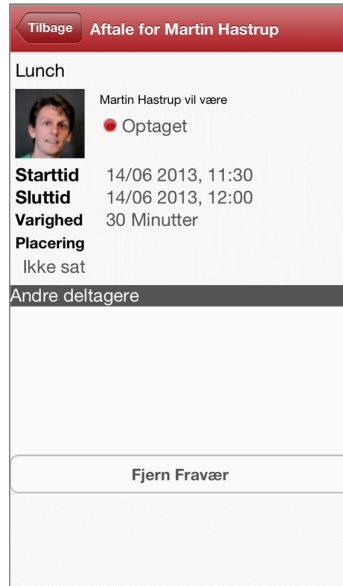 Tilbage Aftale for Martin Hastrup
Lunch
Martin Hastrup vil være
Optaget
Starttid 14/06 2013, 11:30
Sluttid 14/06 2013, 12:00
Varighed 30 Minutter
Placering
Ikke sat
Andre deltagere
Fjern Fravær